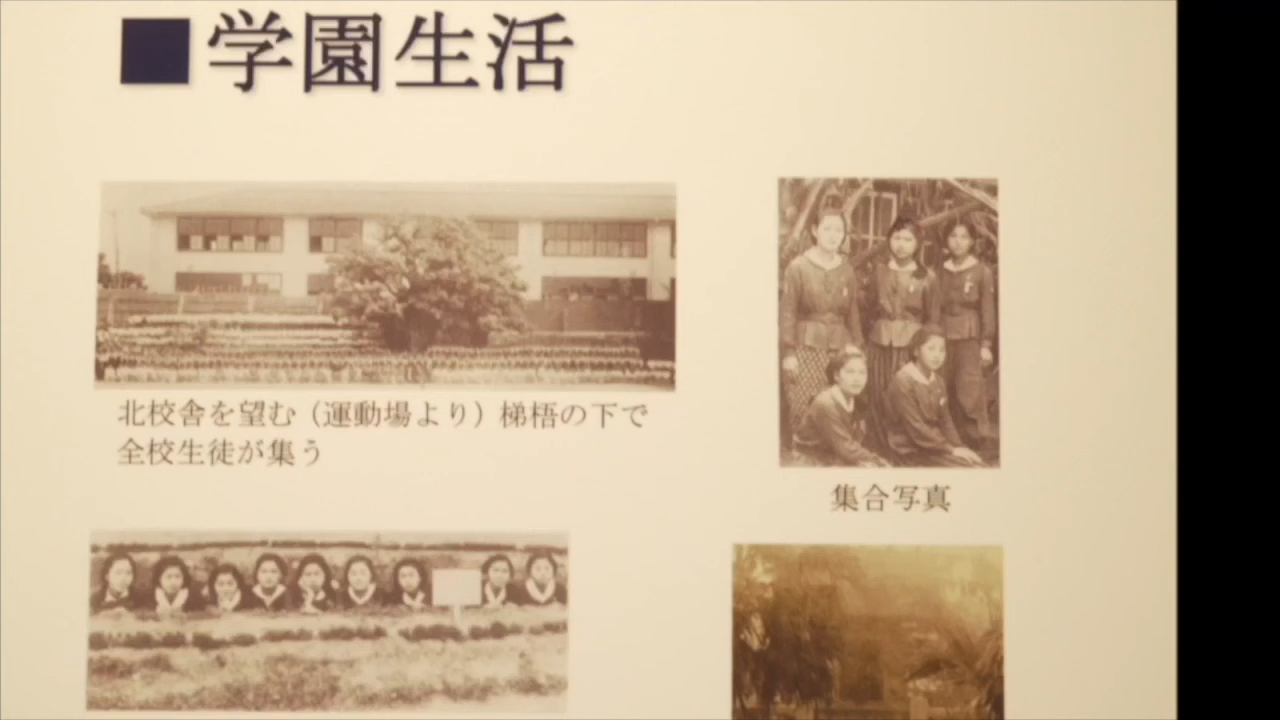 ■学園生活
北校舎を望む（運動場より）梯梧の下で
全校生徒が集う
集合写真